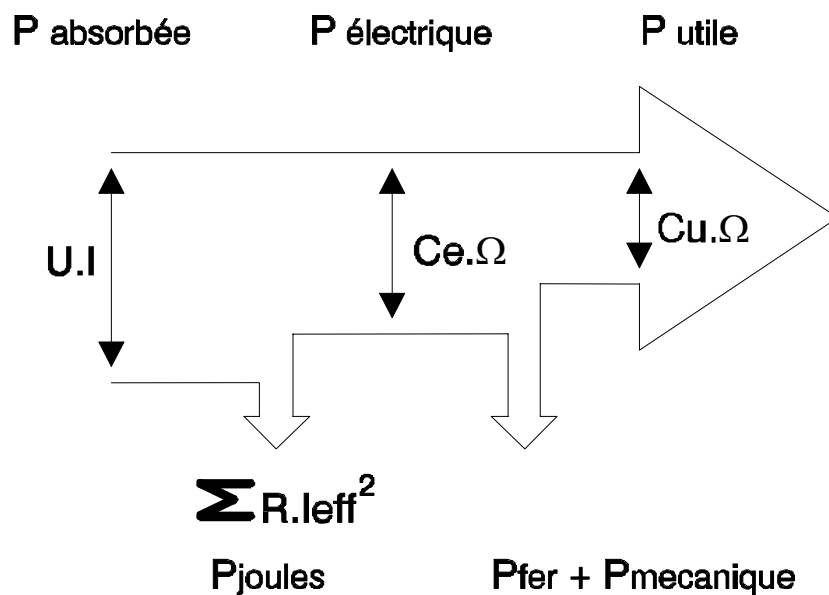 P absorbée P électrique P utile
U.I Ce.Ω Cu.Ω
ΣR.Ieff²
Pjoules Pfer + Pmecanique